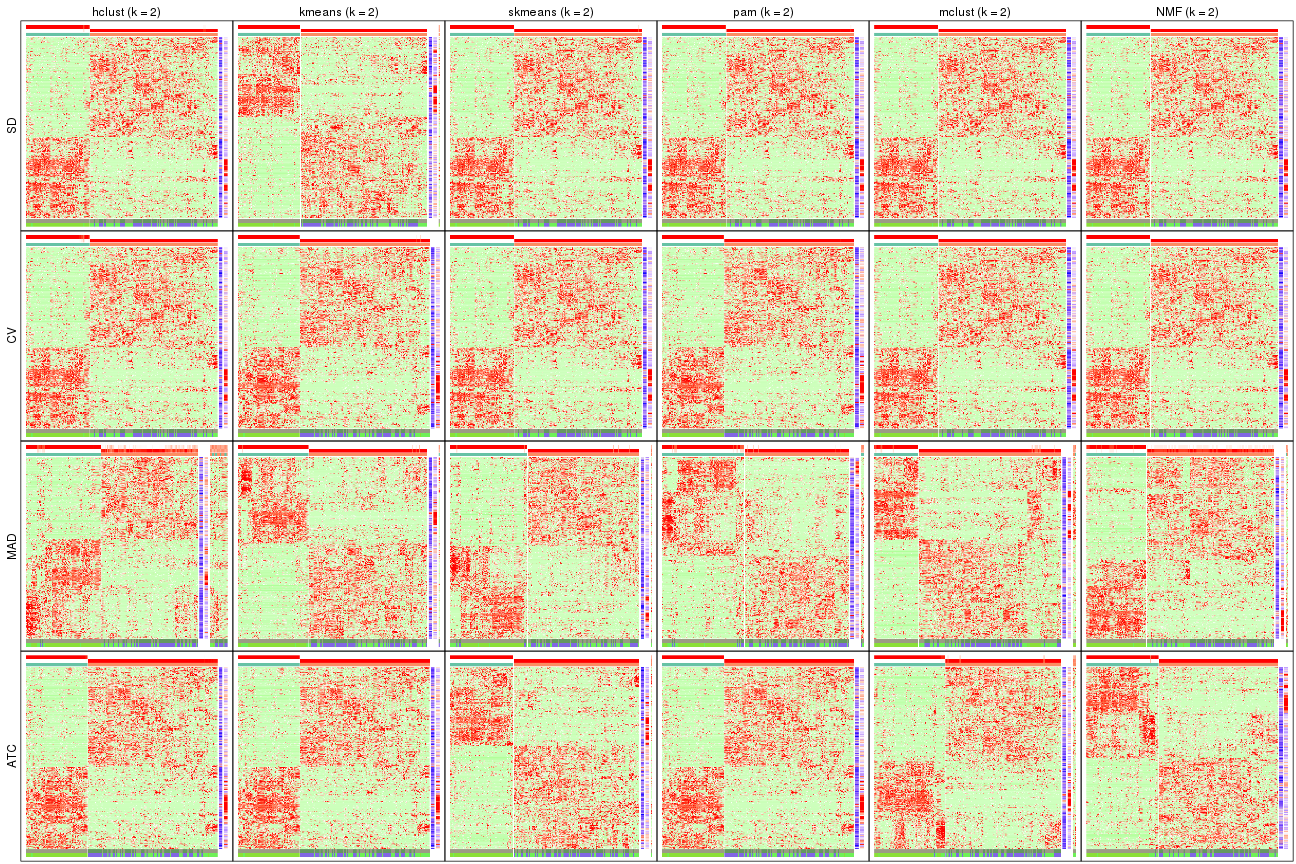 hclust (k = 2)
kmeans (k = 2)
skmeans (k = 2)
pam (k = 2)
mclust (k = 2)
NMF (k = 2)
SD
CV
MAD
ATC